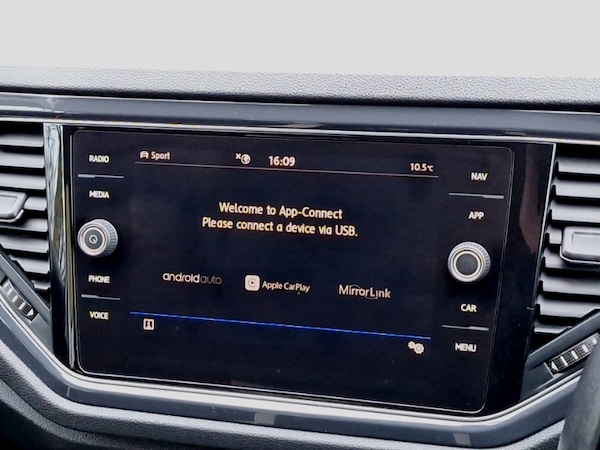 RADIO
MEDIA
PHONE
VOICE
Sport
16:09
10.5°C
Welcome to App-Connect
Please connect a device via USB.
androidauto
Apple CarPlay
MirrorLink
NAV
APP
CAR
MENU